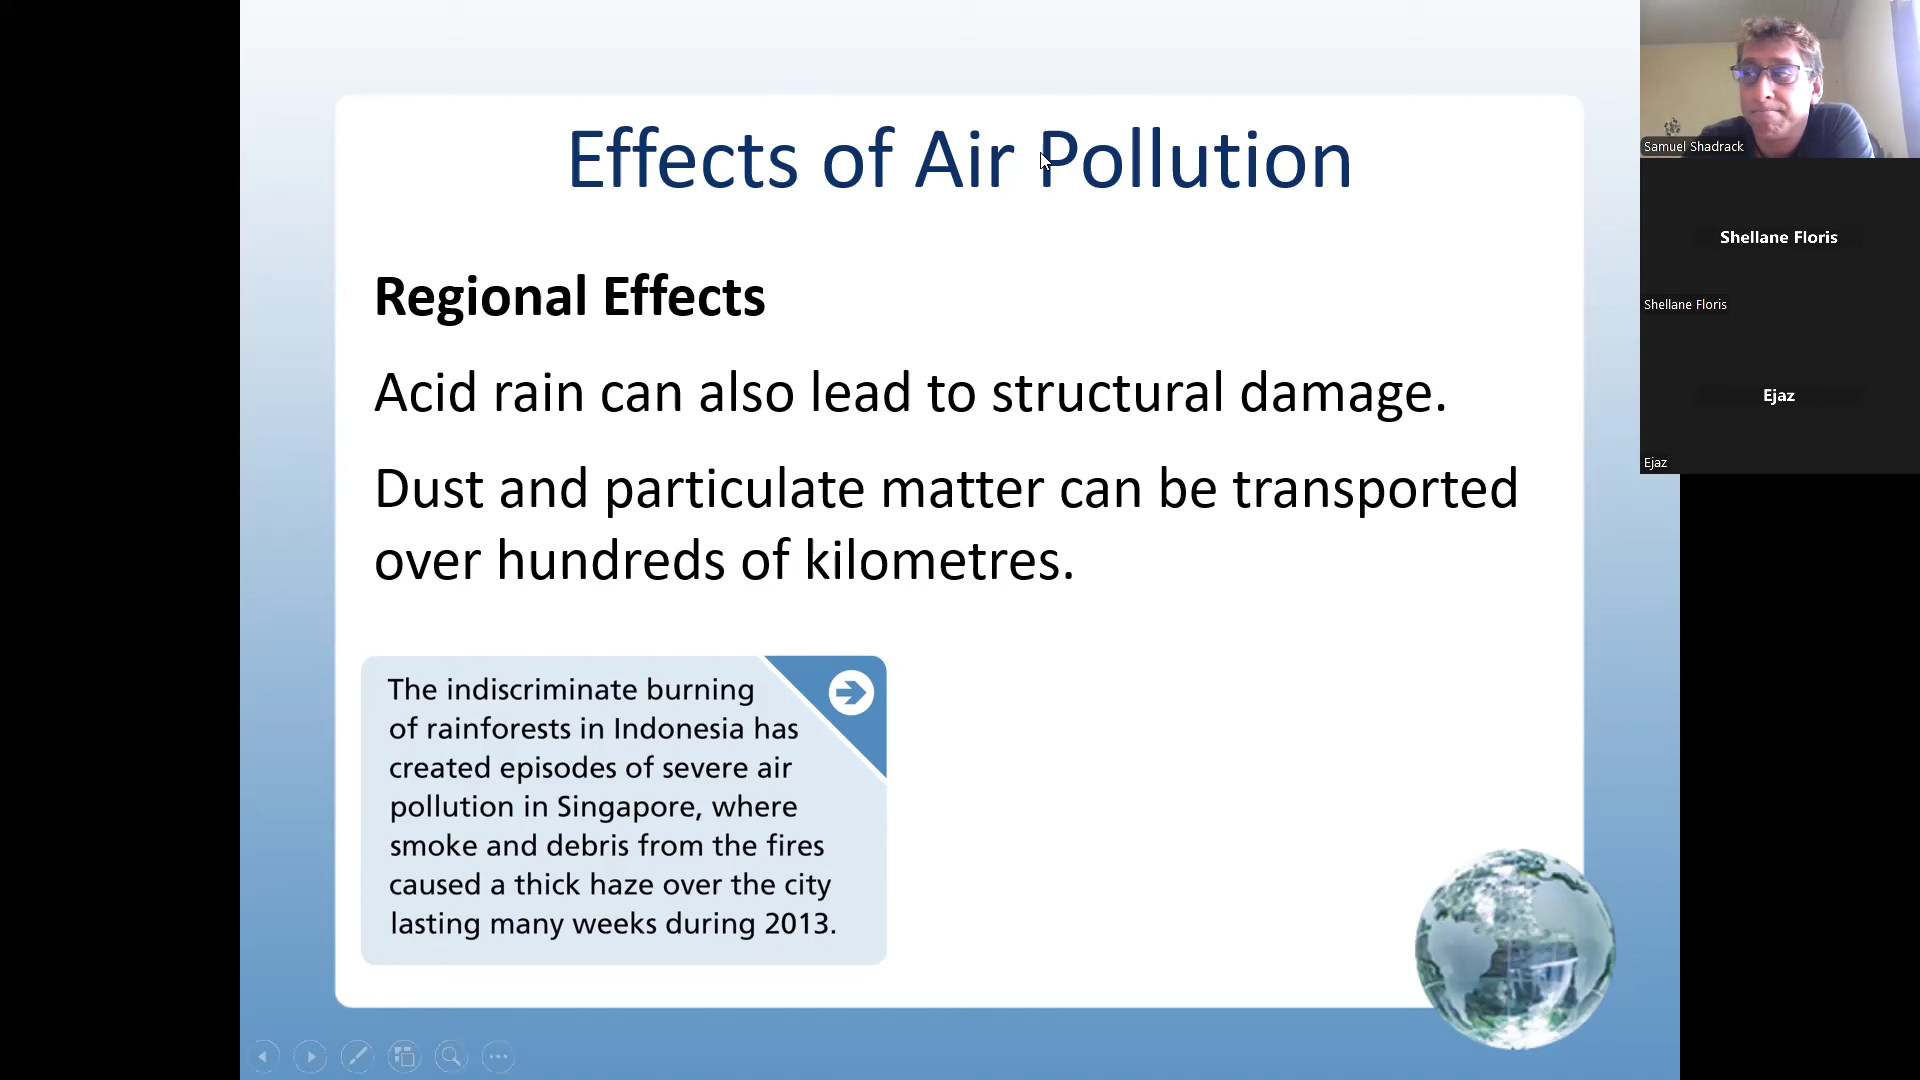 Effects of Air Pollution
Regional Effects
Acid rain can also lead to structural damage.
Dust and particulate matter can be transported
over hundreds of kilometres.
The indiscriminate burning
of rainforests in Indonesia has
created episodes of severe air
pollution in Singapore, where
smoke and debris from the fires
caused a thick haze over the city
lasting many weeks during 2013.
Samuel Shadrack
Shellane Floris
Shellane Floris
Ejaz
Ejaz